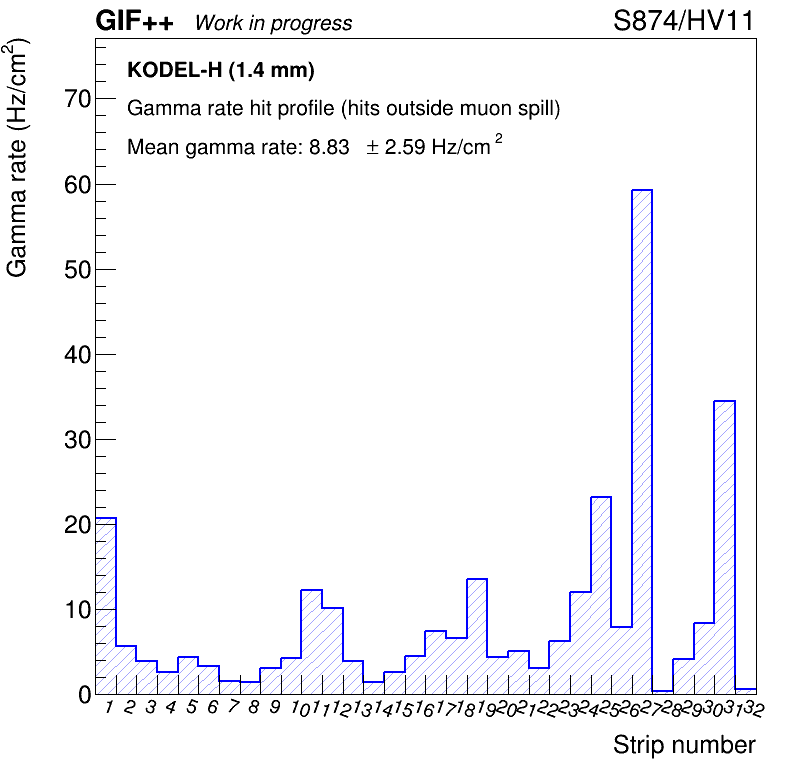 GIF++ Work in progress S874/HV11
Gamma rate (Hz/cm2)
KODEL-H (1.4 mm)
Gamma rate hit profile (hits outside muon spill)
Mean gamma rate: 8.83 ± 2.59 Hz/cm2
70
60
50
40
30
20
10
0
1 2 3 4 5 6 7 8 9 10 11 12 13 14 15 16 17 18 19 20 21 22 23 24 25 26 27 28 29 30 31 32
Strip number